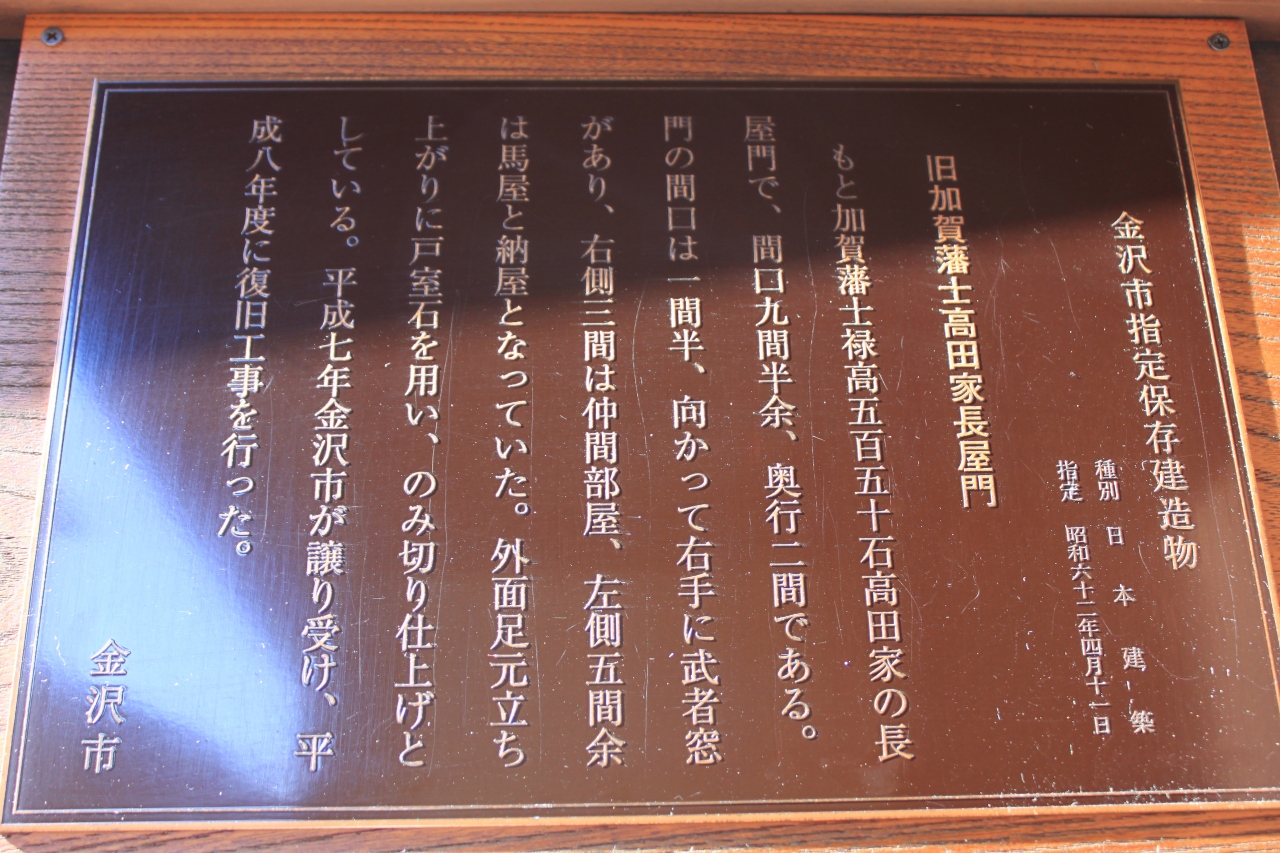 金沢市指定保存建造物
種別 日本建築
指定 昭和六十二年四月十一日
旧加賀藩士高田家長屋門
もと加賀藩士禄高五百五十石高田家の長
屋門で、間口九間半余、奥行二間である。
門の間口は一間半、向かって右手に武者窓
があり、右側三間は仲間部屋、左側五間余
は馬屋と納屋となっていた。外面足元立ち
上がりに戸室石を用い、のみ切り仕上げと
している。平成七年金沢市が譲り受け、平
成八年度に復旧工事を行った。
金沢市